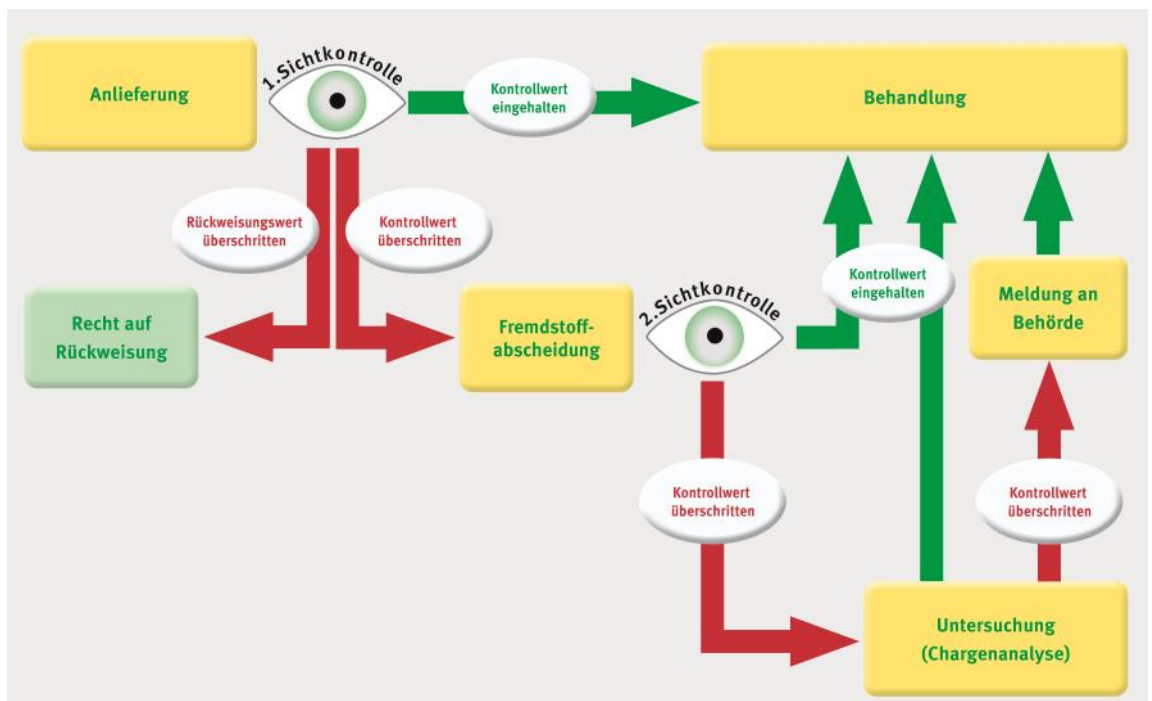 Anlieferung
1.Sichtkontrolle
Kontrollwert
eingehalten
Behandlung
Rückweisungswert
überschritten
Kontrollwert
überschritten
Recht auf
Rückweisung
Fremdstoff-
abscheidung
2.Sichtkontrolle
Kontrollwert
eingehalten
Meldung an
Behörde
Kontrollwert
überschritten
Kontrollwert
überschritten
Untersuchung
(Chargenanalyse)